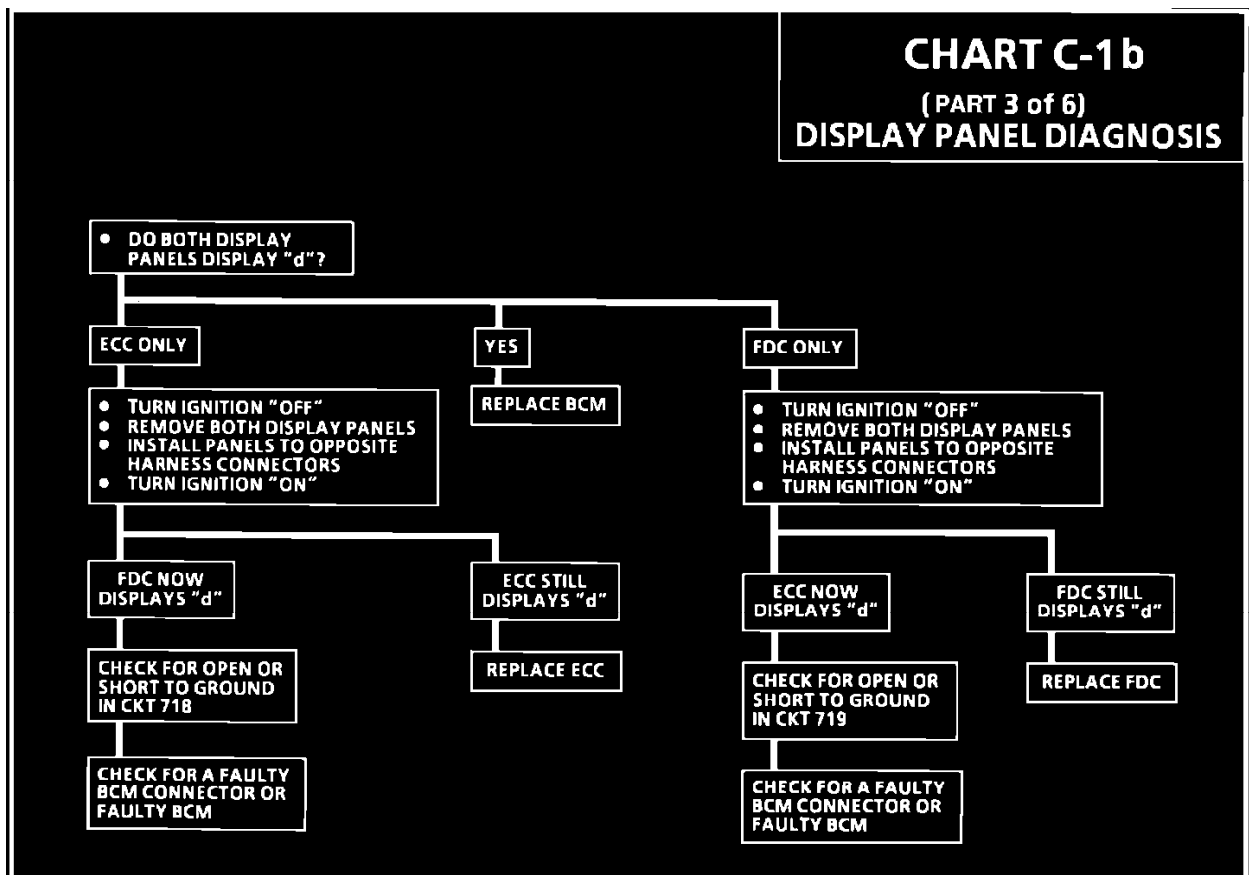 CHART C-1b
(PART 3 of 6)
DISPLAY PANEL DIAGNOSIS
• DO BOTH DISPLAY
PANELS DISPLAY "d"?
ECC ONLY
YES
FDC ONLY
• TURN IGNITION "OFF"
• REMOVE BOTH DISPLAY PANELS
• INSTALL PANELS TO OPPOSITE
HARNESS CONNECTORS
• TURN IGNITION "ON"
REPLACE BCM
• TURN IGNITION "OFF"
• REMOVE BOTH DISPLAY PANELS
• INSTALL PANELS TO OPPOSITE
HARNESS CONNECTORS
• TURN IGNITION "ON"
FDC NOW
DISPLAYS "d"
ECC STILL
DISPLAYS "d"
ECC NOW
DISPLAYS "d"
FDC STILL
DISPLAYS "d"
CHECK FOR OPEN OR
SHORT TO GROUND
IN CKT 718
REPLACE ECC
CHECK FOR OPEN OR
SHORT TO GROUND
IN CKT 719
REPLACE FDC
CHECK FOR A FAULTY
BCM CONNECTOR OR
FAULTY BCM
CHECK FOR A FAULTY
BCM CONNECTOR OR
FAULTY BCM